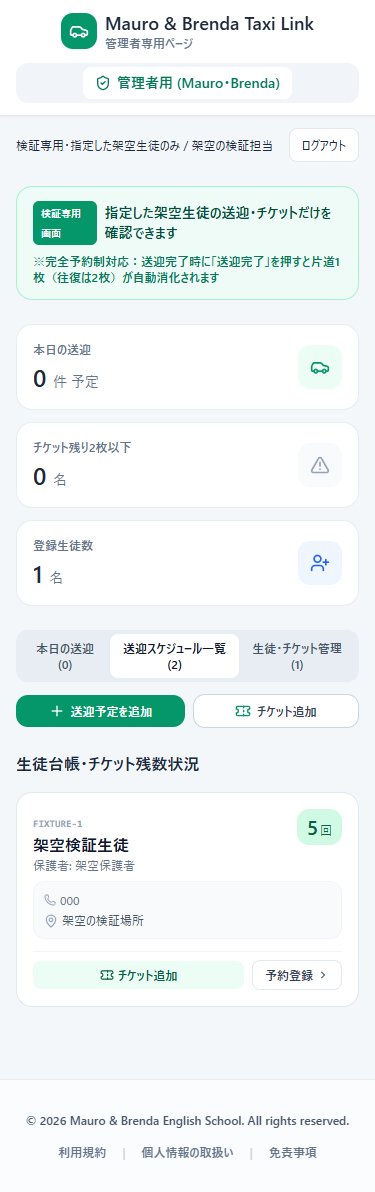 Mauro & Brenda Taxi Link
管理者専用ページ
管理者用 (Mauro・Brenda)
検証専用・指定した架空生徒のみ / 架空の検証担当
ログアウト
検証専用
画面
指定した架空生徒の送迎・チケットだけを
確認できます
※完全予約制対応：送迎完了時に「送迎完了」を押すと片道1
枚（往復は2枚）が自動消化されます
本日の送迎
0 件 予定
チケット残り2枚以下
0 名
登録生徒数
1 名
本日の送迎
(0)
送迎スケジュール一覧
(2)
生徒・チケット管理
(1)
送迎予定を追加
チケット追加
生徒台帳・チケット残数状況
FIXTURE-1
架空検証生徒
保護者: 架空保護者
5 回
000
架空の検証場所
チケット追加
予約登録
© 2026 Mauro & Brenda English School. All rights reserved.
利用規約 | 個人情報の取扱い | 免責事項